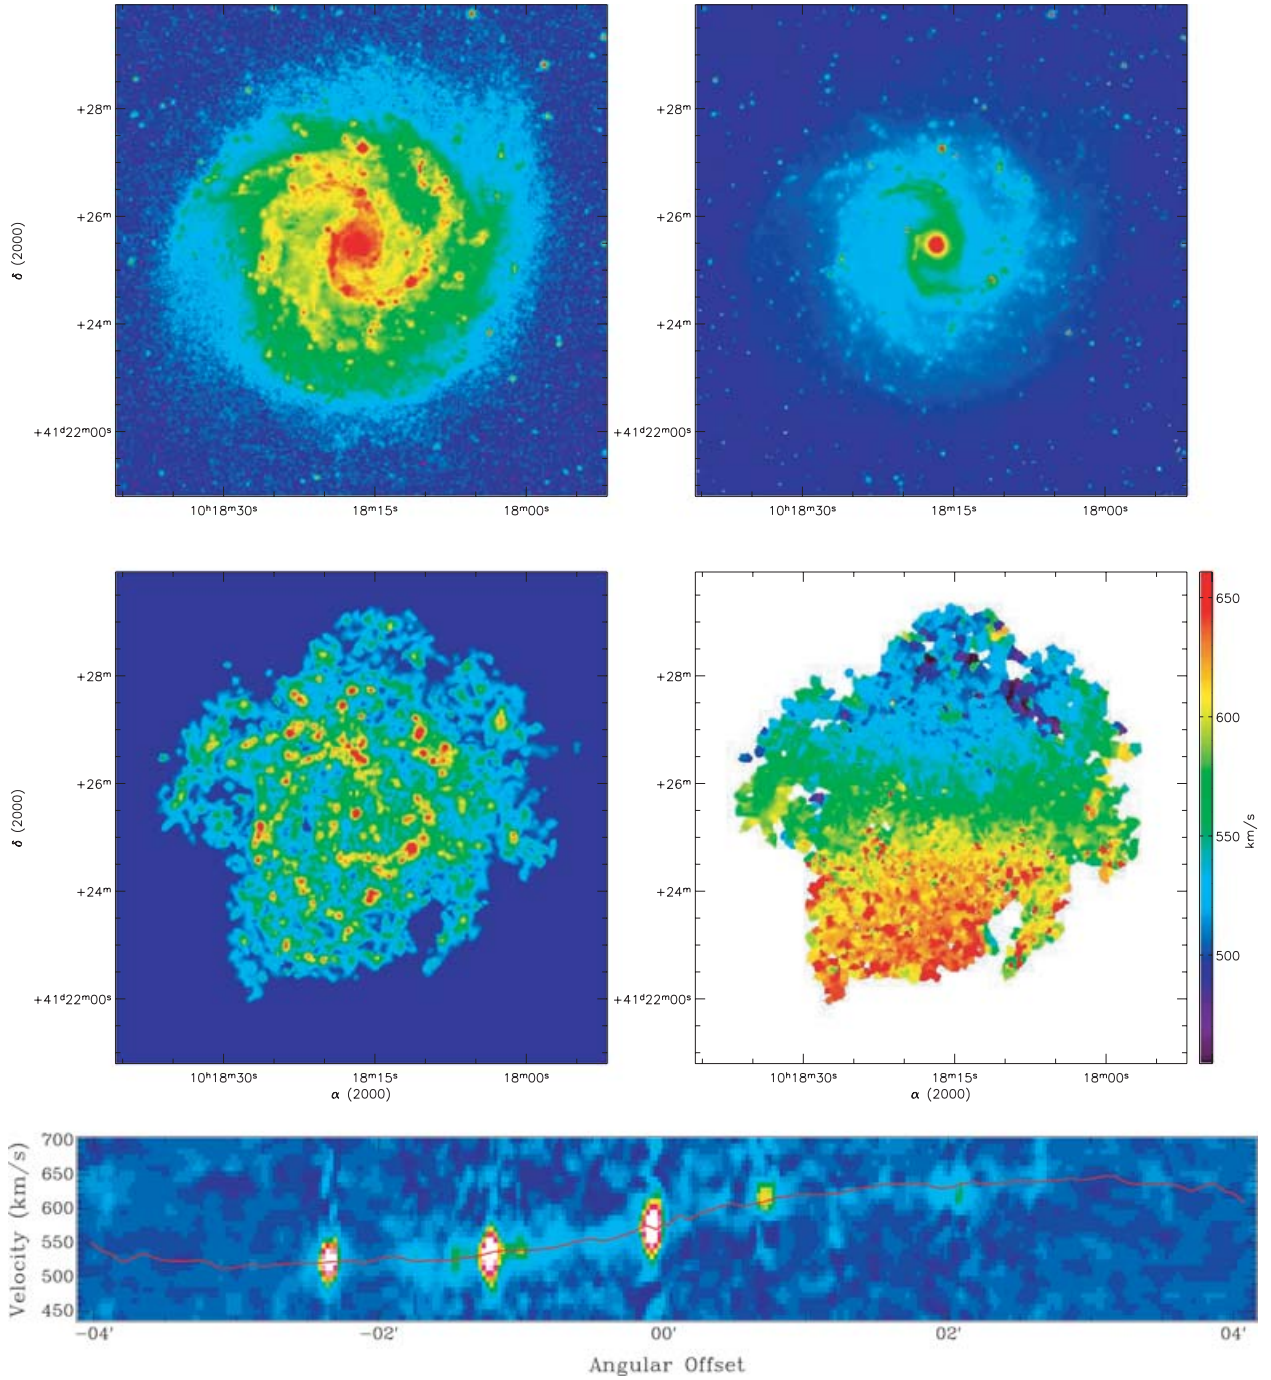 +28ᵐ
+26ᵐ
+24ᵐ
+41ᵈ22ᵐ00ˢ
δ (2000)
10ʰ18ᵐ30ˢ 18ᵐ15ˢ 18ᵐ00ˢ
+28ᵐ
+26ᵐ
+24ᵐ
+41ᵈ22ᵐ00ˢ
10ʰ18ᵐ30ˢ 18ᵐ15ˢ 18ᵐ00ˢ
+28ᵐ
+26ᵐ
+24ᵐ
+41ᵈ22ᵐ00ˢ
δ (2000)
10ʰ18ᵐ30ˢ 18ᵐ15ˢ 18ᵐ00ˢ
α (2000)
+28ᵐ
+26ᵐ
+24ᵐ
+41ᵈ22ᵐ00ˢ
10ʰ18ᵐ30ˢ 18ᵐ15ˢ 18ᵐ00ˢ
α (2000)
650
600
550
500
km/s
700
650
600
550
500
450
Velocity (km/s)
-04' -02' 00' 02' 04'
Angular Offset